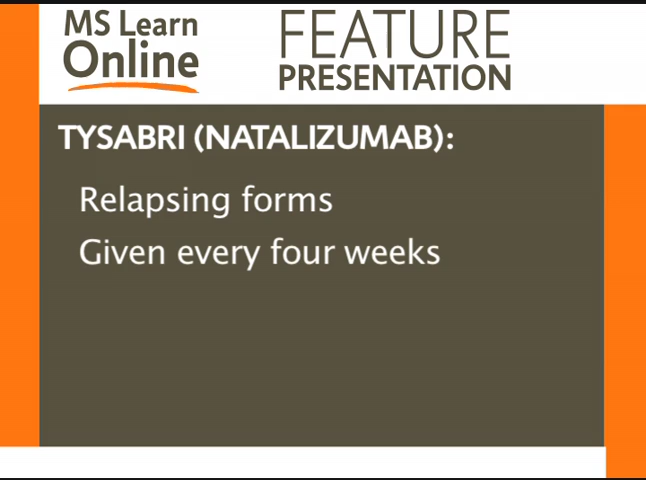 MS Learn
Online
FEATURE
PRESENTATION
TYSABRI (NATALIZUMAB):
Relapsing forms
Given every four weeks